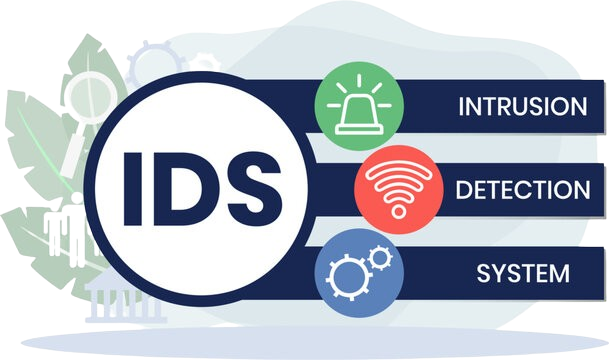 IDS
INTRUSION
DETECTION
SYSTEM